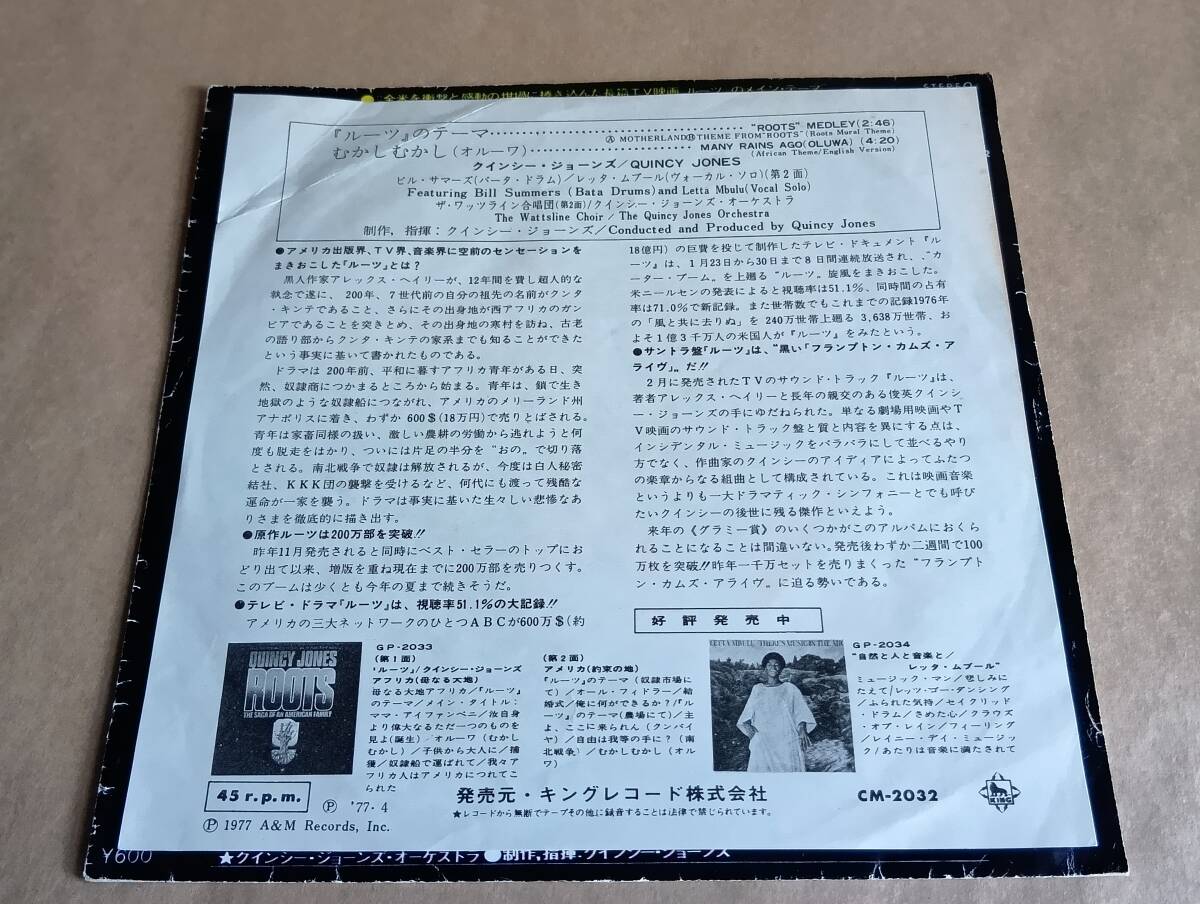 全米を衝撃と感動の坩堝に捲き込んだ長篇TV映画 "ルーツ" のメイン・テーマ
STEREO
『ルーツ』のテーマ
"ROOTS" MEDLEY(2:46)
Ⓐ MOTHERLAND Ⓑ THEME FROM "ROOTS" (Roots Mural Theme)
むかしむかし(オルーワ)
MANY RAINS AGO(OLUWA) (4:20)
(African Theme/English Version)
クインシー・ジョーンズ/QUINCY JONES
ビル・サマーズ(バータ・ドラム)/レッタ・ムブール(ヴォーカル・ソロ)(第2面)
Featuring Bill Summers (Bata Drums) and Letta Mbulu(Vocal Solo)
ザ・ワッツライン合唱団(第2面)/クインシー・ジョーンズ・オーケストラ
The Wattsline Choir / The Quincy Jones Orchestra
制作,指揮:クインシー・ジョーンズ/Conducted and Produced by Quincy Jones
●アメリカ出版界、TV界、音楽界に空前のセンセーションを
まきおこした『ルーツ』とは?
黒人作家アレックス・ヘイリーが、12年間を費し超人的な
執念で遂に、200年、7世代前の自分の祖先の名前がクンタ
・キンテであること、さらにその出身地が西アフリカのガン
ビアであることを突きとめ、その出身地の寒村を訪ね、古老
の語り部からクンタ・キンテの家系までも知ることができた
という事実に基いて書かれたものである。
ドラマは200年前、平和に暮すアフリカ青年がある日、突
然、奴隷商につかまるところから始まる。青年は、鎖で生き
地獄のような奴隷船につながれ、アメリカのメリーランド州
アナポリスに着き、わずか600$(18万円)で売りとばされる。
青年は家畜同様の扱い、激しい農耕の労働から逃れようと何
度も脱走をはかり、ついには片足の半分を"おの"で切り落
とされる。南北戦争で奴隷は解放されるが、今度は白人秘密
結社、KKK団の襲撃を受けるなど、何代にも渡って残酷な
運命が一家を襲う。ドラマは事実に基いた生々しい悲惨なあ
りさまを徹底的に描き出す。
●原作ルーツは200万部を突破!!
昨年11月発売されると同時にベスト・セラーのトップにお
どり出て以来、増版を重ね現在までに200万部を売りつくす。
このブームは少くとも今年の夏まで続きそうだ。
●テレビ・ドラマ『ルーツ』は、視聴率51.1%の大記録!!
アメリカの三大ネットワークのひとつABCが600万$(約
18億円)の巨費を投じて制作したテレビ・ドキュメント『ル
ーツ』は、1月23日から30日まで8日間連続放送され、"カ
ーター・ブーム"を上廻る"ルーツ"旋風をまきおこした。
米ニールセンの発表によると視聴率は51.1%、同時間の占有
率は71.0%で新記録。また世帯数でもこれまでの記録1976年
の「風と共に去りぬ」を240万世帯上廻る3,638万世帯、お
よそ1億3千万人の米国人が『ルーツ』をみたという。
●サントラ盤『ルーツ』は、"黒い「フランプトン・カムズ・ア
ライヴ」"だ!!
2月に発売されたTVのサウンド・トラック『ルーツ』は、
著者アレックス・ヘイリーと長年の親交のある俊英クインシ
ー・ジョーンズの手にゆだねられた。単なる劇場用映画やT
V映画のサウンド・トラック盤と質と内容を異にする点は、
インシデンタル・ミュージックをバラバラにして並べるやり
方でなく、作曲家のクインシーのアイディアによってふたつ
の楽章からなる組曲として構成されている。これは映画音楽
というよりも一大ドラマティック・シンフォニーとでも呼び
たいクインシーの後世に残る傑作といえよう。
来年の《グラミー賞》のいくつかがこのアルバムにおくら
れることになることは間違いない。発売後わずか二週間で100
万枚を突破!!昨年一千万セットを売りまくった"フランプト
ン・カムズ・アライヴ"に迫る勢いである。
好評発売中
QUINCY JONES
ROOTS
THE SAGA OF AN AMERICAN FAMILY
GP-2033
(第1面)
『ルーツ』/クインシー・ジョーンズ
アフリカ(母なる大地)
母なる大地アフリカ/『ルーツ』
のテーマ/メイン・タイトル:
ママ・アイファンベニ/汝自身
より偉大なるただ1つのものを
見よ(誕生)/オルーワ(むかし
むかし)/子供から大人に/捕
獲/奴隷船で運ばれて/我々ア
フリカ人はアメリカにつれてこ
られた
(第2面)
アメリカ(約束の地)
『ルーツ』のテーマ(奴隷市場に
て)/オール・フィドラー/結
婚式/俺に何ができるか?/『ル
ーツ』のテーマ(農場にて)/主
よ、ここに来られん(クンバイ
ヤ)/自由は我等の手に?(南
北戦争)/むかしむかし(オルー
ワ)
LETTA MBULU THERE'S MUSIC IN THE AIR
GP-2034
"自然と人と音楽と/
レッタ・ムブール"
ミュージック・マン/悲しみに
たえて/レッツ・ゴー・ダンシング
/ふられた気持/セイクリッド
・ドラム/さめた心/クラウズ
・オブ・レイン/フィーリング
/レイニー・デイ・ミュージッ
ク/あたりは音楽に満たされて
45 r.p.m.
Ⓟ '77・4
Ⓟ 1977 A&M Records, Inc.
発売元・キングレコード株式会社
★レコードから無断でテープその他に録音することは法律で禁じられています。
CM-2032
KING
¥600
★クインシー・ジョーンズ・オーケストラ●制作,指揮:クインシー・ジョーンズ